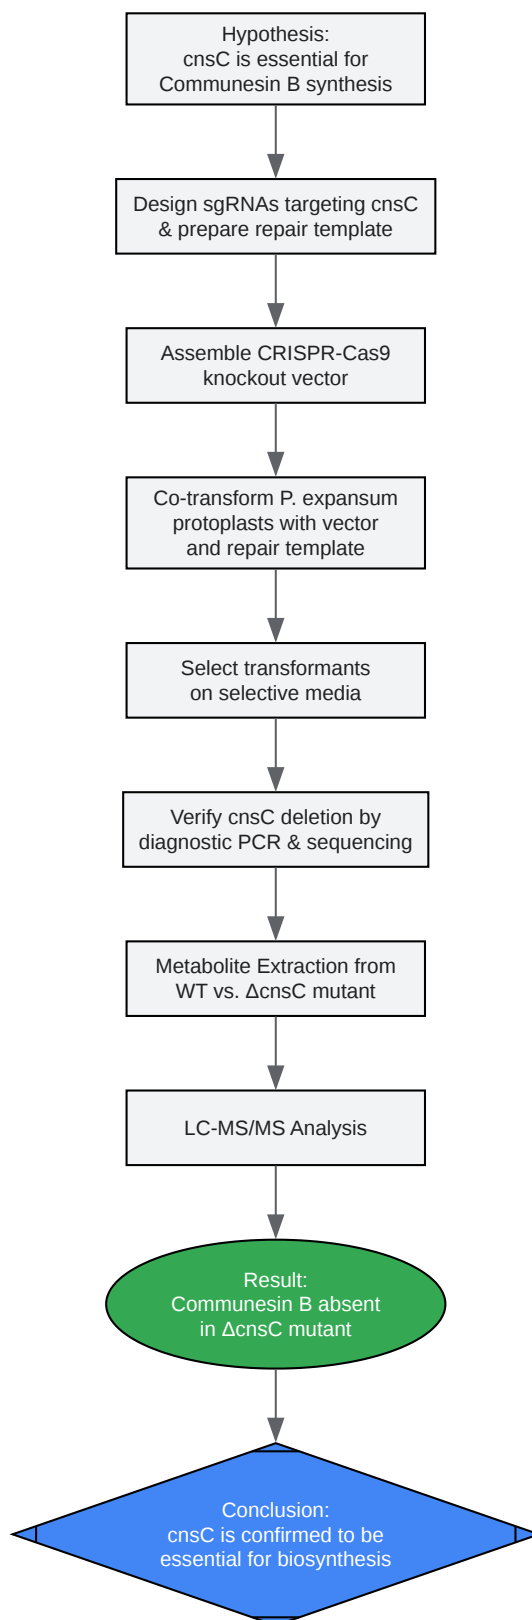 Hypothesis:
cnsC is essential for
Communesin B synthesis
Design sgRNAs targeting cnsC
& prepare repair template
Assemble CRISPR-Cas9
knockout vector
Co-transform P. expansum
protoplasts with vector
and repair template
Select transformants
on selective media
Verify cnsC deletion by
diagnostic PCR & sequencing
Metabolite Extraction from
WT vs. ΔcnsC mutant
LC-MS/MS Analysis
Result:
Communesin B absent
in ΔcnsC mutant
Conclusion:
cnsC is confirmed to be
essential for biosynthesis